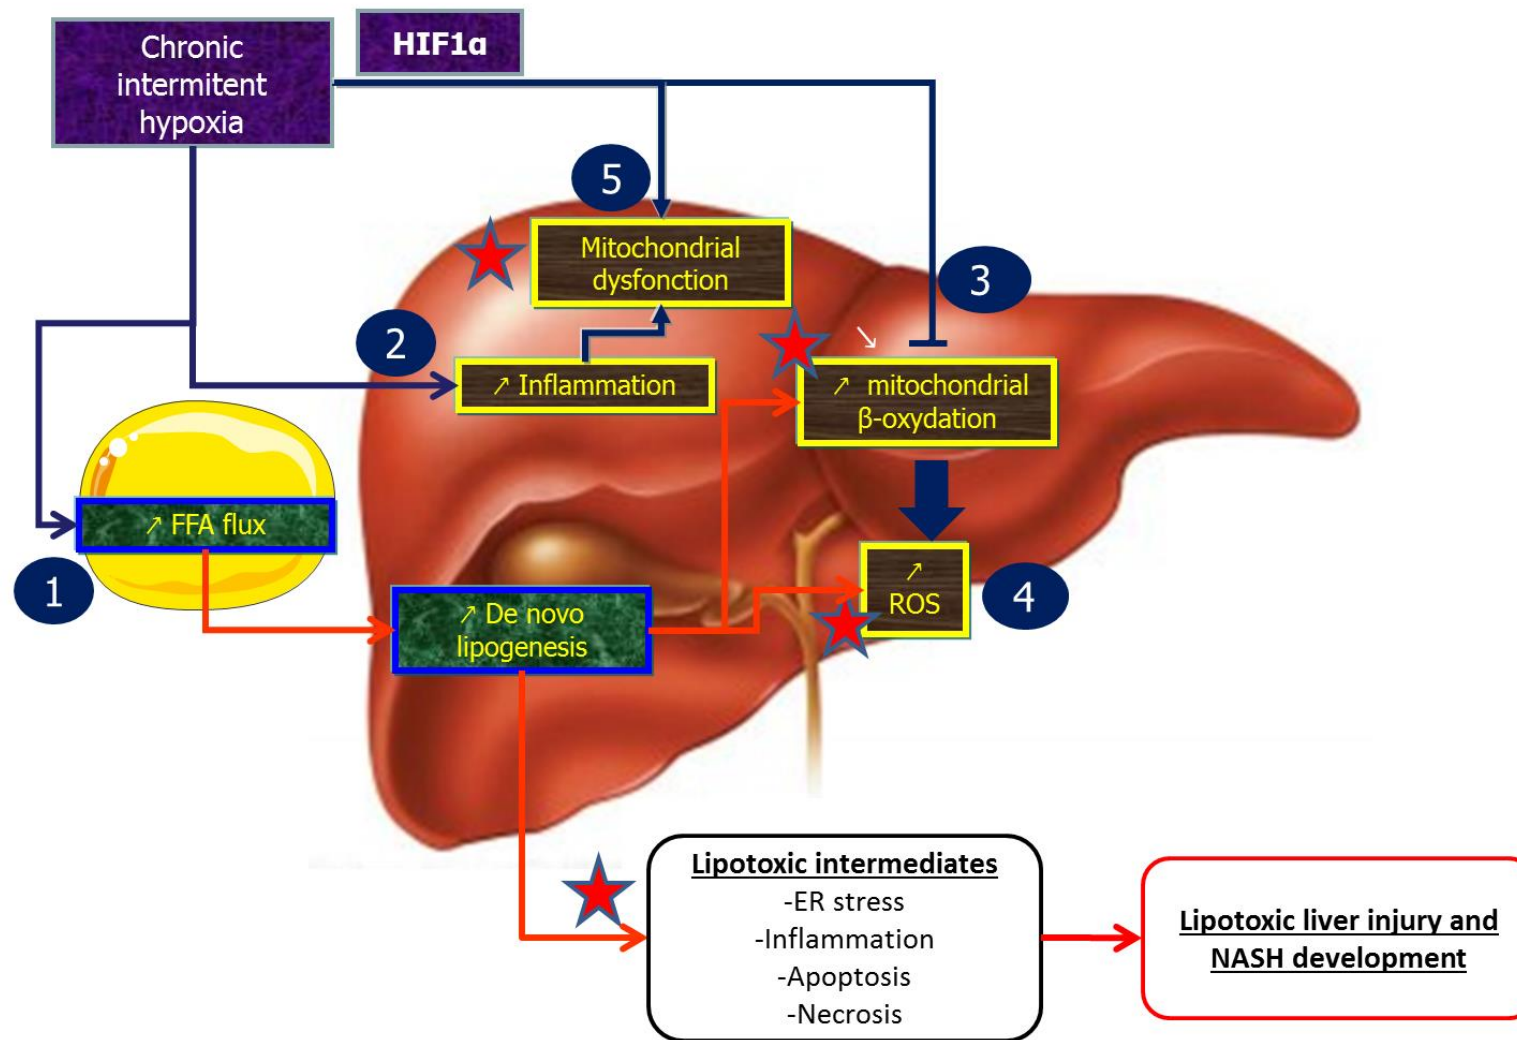 Chronic
intermitent
hypoxia
HIF1α
5
Mitochondrial
dysfonction
3
2
↘
↗ Inflammation
↗ mitochondrial
β-oxydation
↗ FFA flux
1
↗
ROS
4
↗ De novo
lipogenesis
Lipotoxic intermediates
-ER stress
-Inflammation
-Apoptosis
-Necrosis
Lipotoxic liver injury and
NASH development